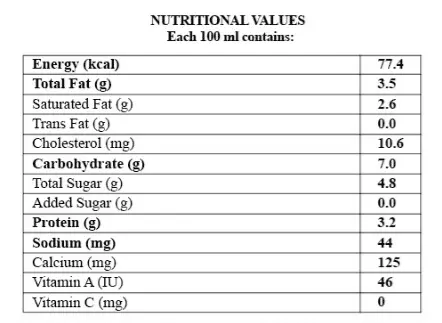 NUTRITIONAL VALUES
Each 100 ml contains:
Energy (kcal) 77.4
Total Fat (g) 3.5
Saturated Fat (g) 2.6
Trans Fat (g) 0.0
Cholesterol (mg) 10.6
Carbohydrate (g) 7.0
Total Sugar (g) 4.8
Added Sugar (g) 0.0
Protein (g) 3.2
Sodium (mg) 44
Calcium (mg) 125
Vitamin A (IU) 46
Vitamin C (mg) 0